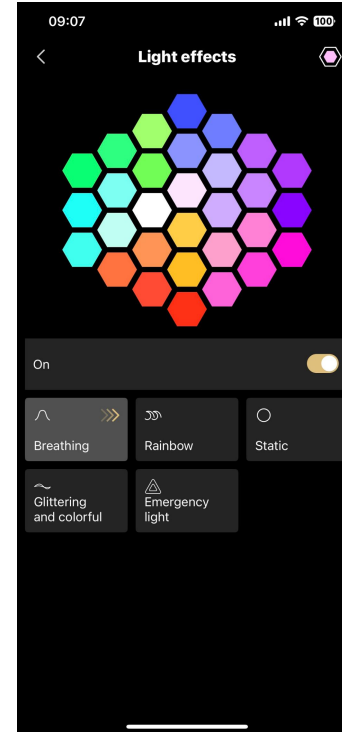 09:07
100
Light effects
On
Breathing
Rainbow
Static
Glittering
and colorful
Emergency
light